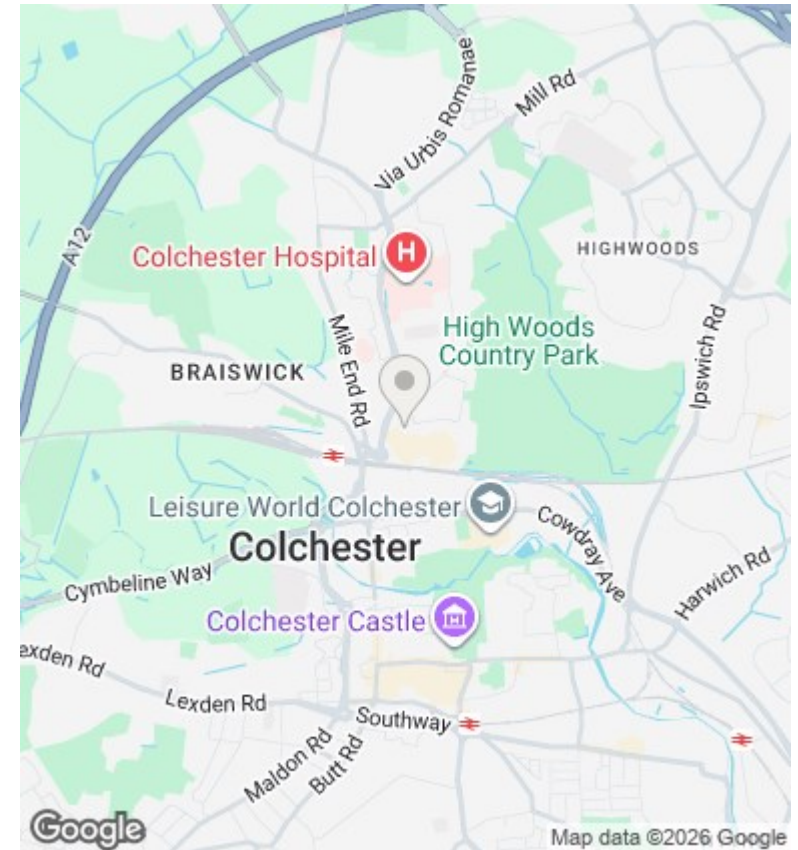 Via Urbis Romanae
Mill Rd
A12
Colchester Hospital
H
HIGHWOODS
Mile End Rd
High Woods
Country Park
Ipswich Rd
BRAISWICK
Leisure World Colchester
Cowdray Ave
Colchester
Cymbeline Way
Harwich Rd
Colchester Castle
exden Rd
Lexden Rd
Southway
Maldon Rd
Butt Rd
Google
Map data ©2026 Google